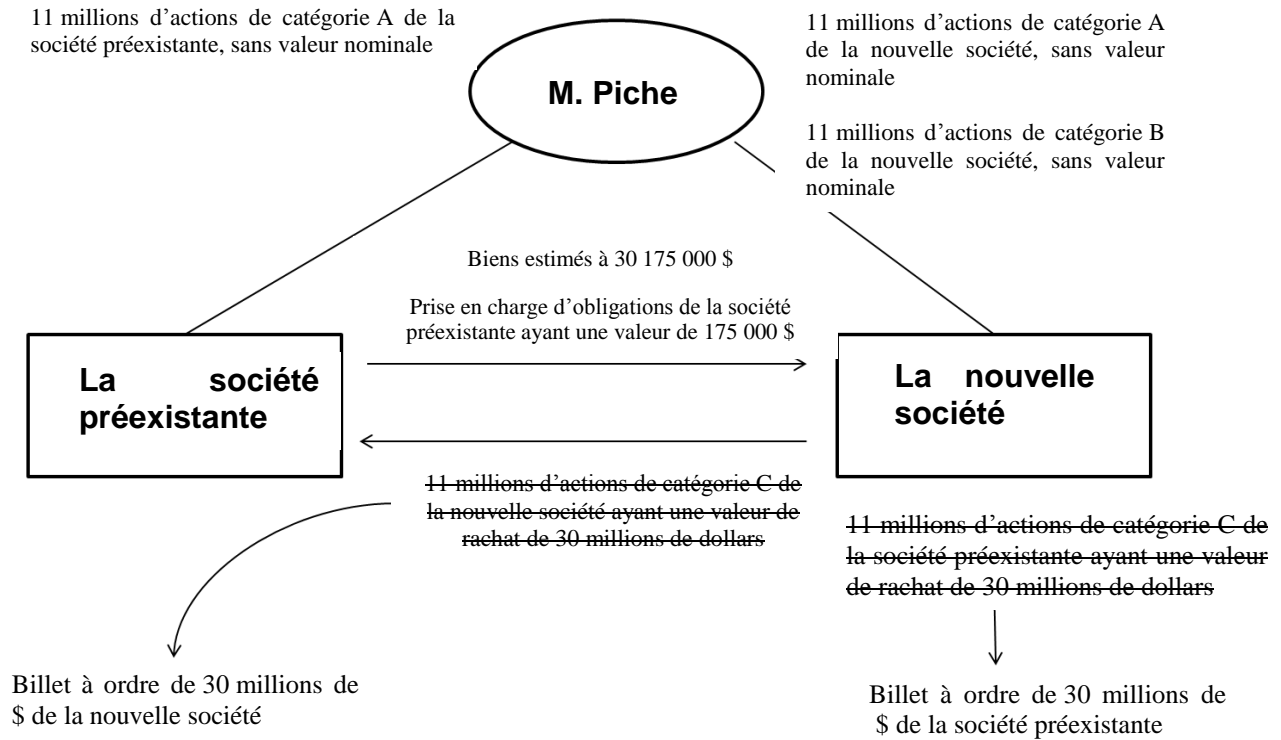 11 millions d'actions de catégorie A de la
société préexistante, sans valeur nominale
11 millions d'actions de catégorie A
de la nouvelle société, sans valeur
nominale
M. Piche
11 millions d'actions de catégorie B
de la nouvelle société, sans valeur
nominale
Biens estimés à 30 175 000 $
Prise en charge d'obligations de la société
préexistante ayant une valeur de 175 000 $
La société
préexistante
La nouvelle
société
11 millions d'actions de catégorie C de
la nouvelle société ayant une valeur de
rachat de 30 millions de dollars
11 millions d'actions de catégorie C de
la société préexistante ayant une valeur
de rachat de 30 millions de dollars
Billet à ordre de 30 millions de
$ de la nouvelle société
Billet à ordre de 30 millions de
$ de la société préexistante